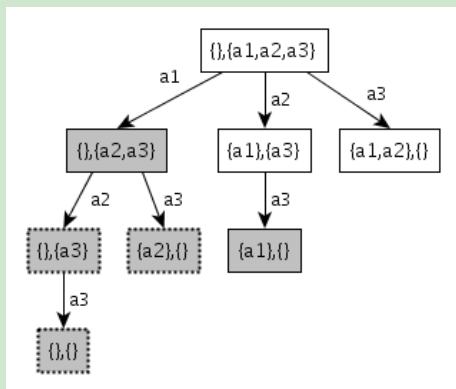 {},{a1,a2,a3}
a1
a2
a3
{},{a2,a3}
{a1},{a3}
{a1,a2},{}
a2
a3
a3
{},{a3}
{a2},{}
{a1},{}
a3
{},{}